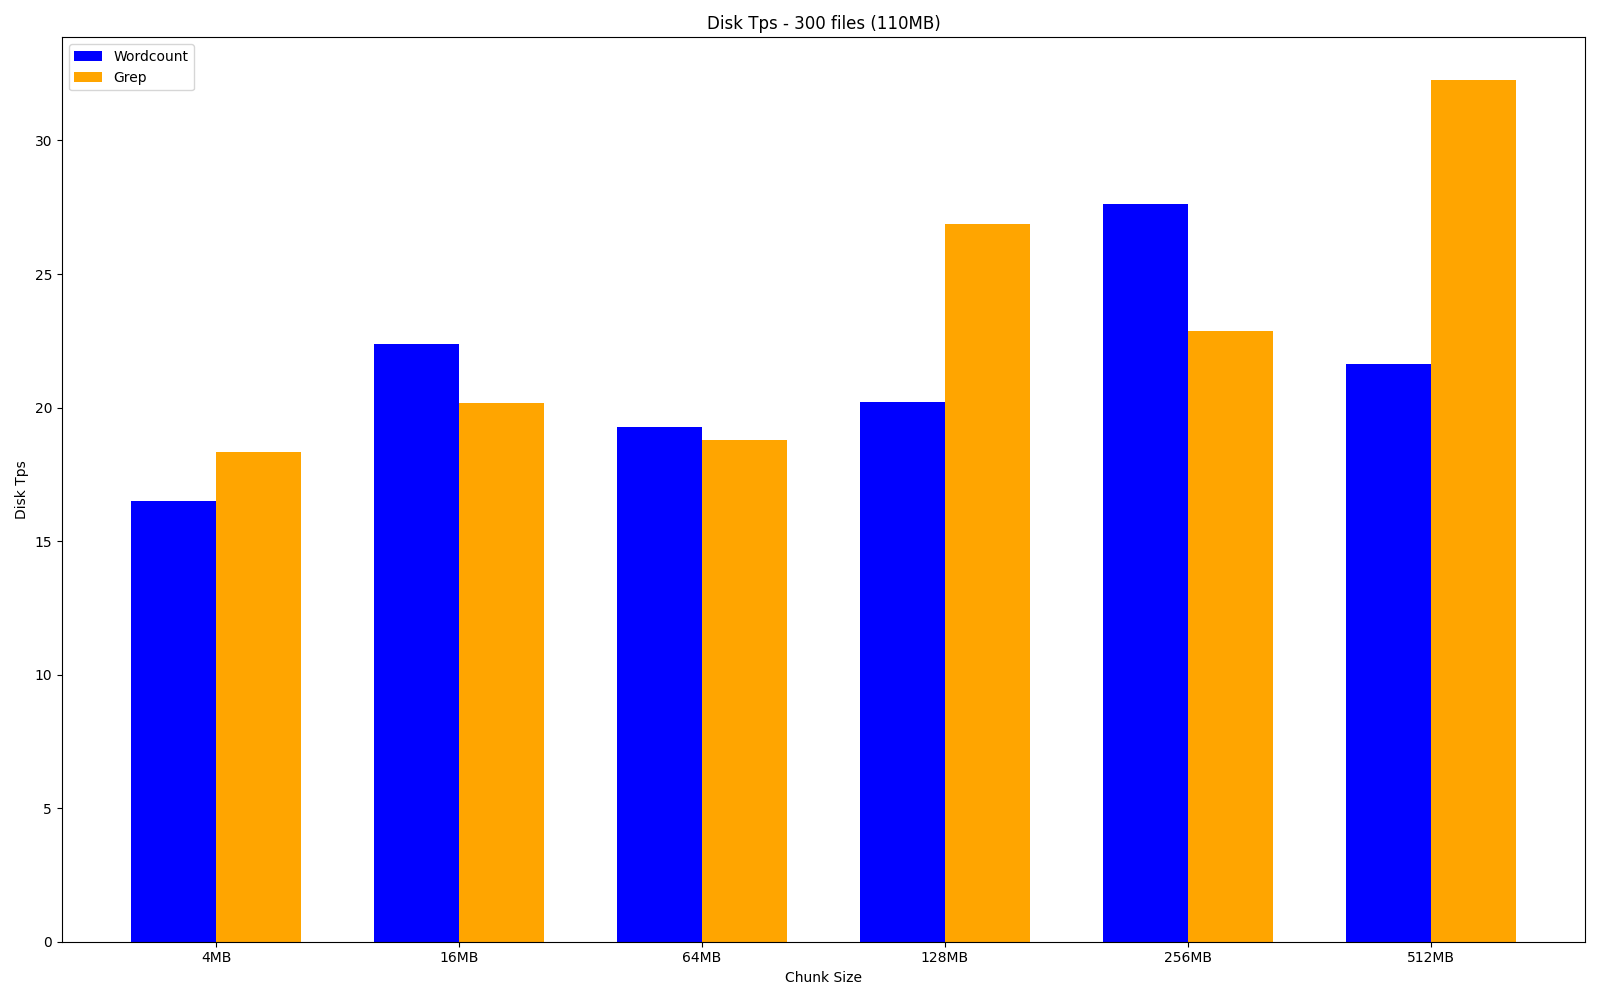 Disk Tps - 300 files (110MB)
Wordcount
Grep
Disk Tps
30
25
20
15
10
5
0
4MB
16MB
64MB
128MB
256MB
512MB
Chunk Size